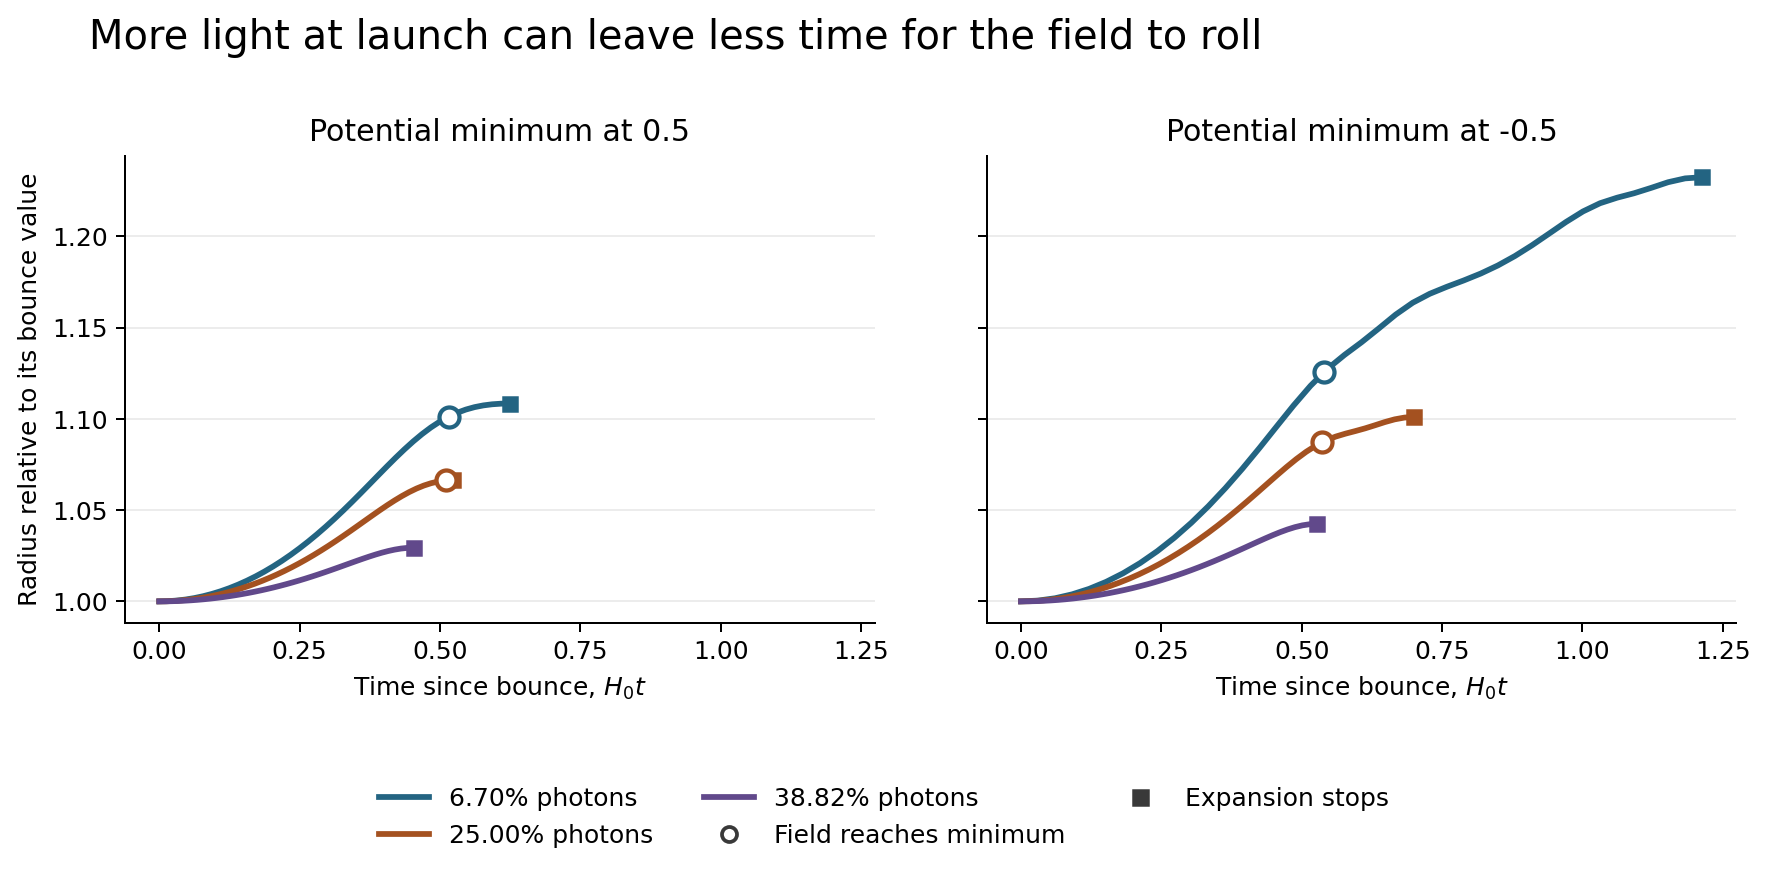 More light at launch can leave less time for the field to roll
Potential minimum at 0.5
Potential minimum at -0.5
Radius relative to its bounce value
1.20
1.15
1.10
1.05
1.00
0.00 0.25 0.50 0.75 1.00 1.25
0.00 0.25 0.50 0.75 1.00 1.25
Time since bounce, H₀t
Time since bounce, H₀t
6.70% photons
25.00% photons
38.82% photons
Field reaches minimum
Expansion stops